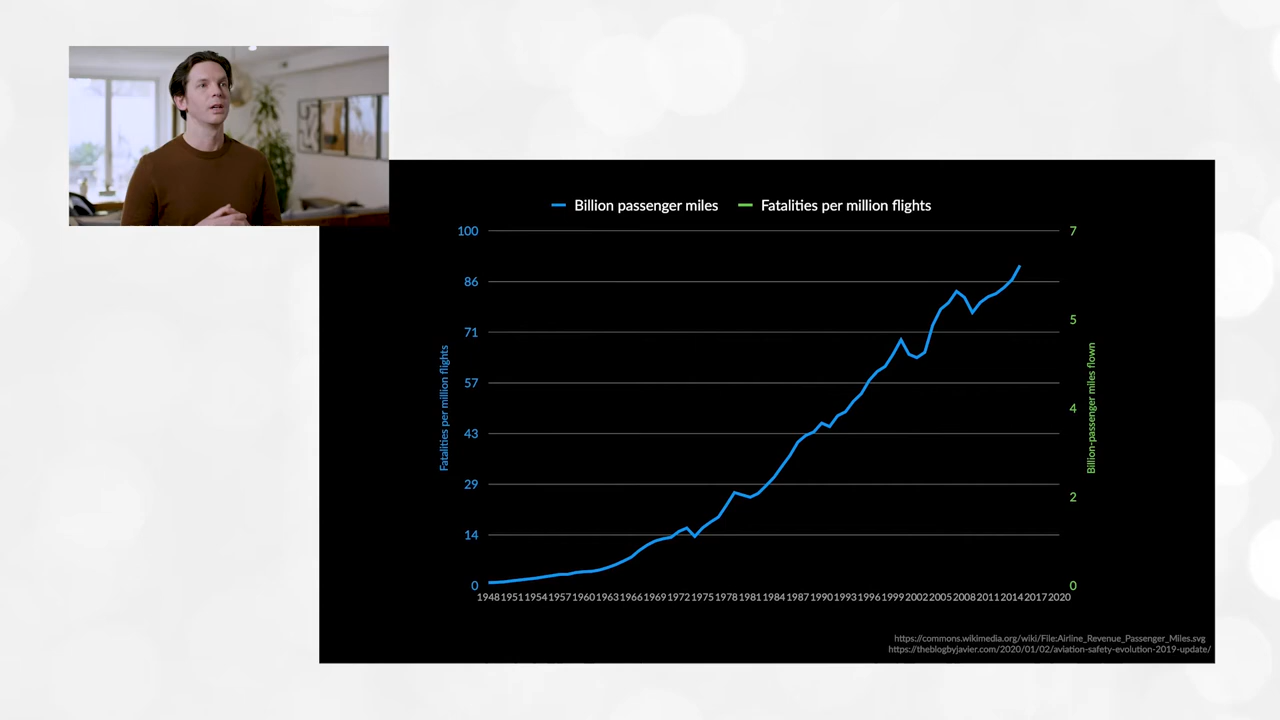 Billion passenger miles
Fatalities per million flights
100
86
71
57
43
29
14
0
Fatalities per million flights
7
5
4
2
0
Billion-passenger miles flown
1948 1951 1954 1957 1960 1963 1966 1969 1972 1975 1978 1981 1984 1987 1990 1993 1996 1999 2002 2005 2008 2011 2014 2017 2020
https://commons.wikimedia.org/wiki/File:Airline_Revenue_Passenger_Miles.svg
https://theblogbyjavier.com/2020/01/02/aviation-safety-evolution-2019-update/